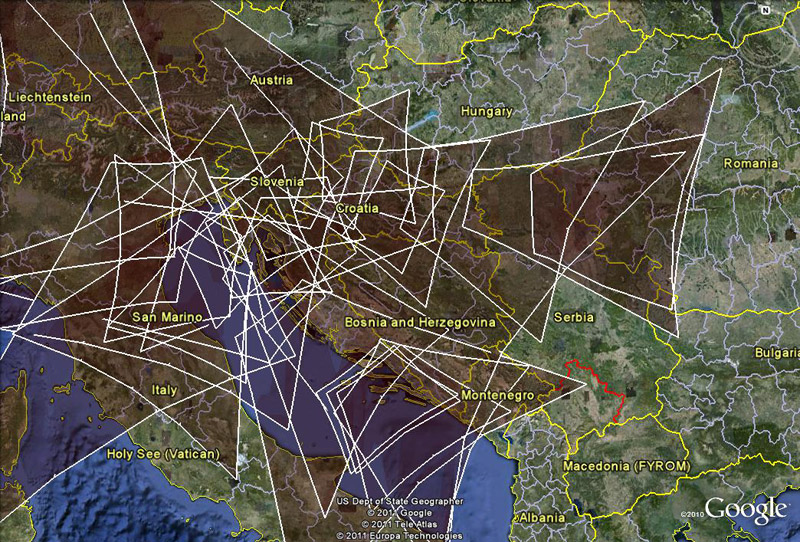 N
Austria
Liechtenstein
land
Hungary
Romania
Slovenia
Croatia
San Marino
Bosnia and Herzegovina
Serbia
Bulgaria
Italy
Montenegro
Holy See (Vatican)
Macedonia (FYROM)
US Dept of State Geographer
© 2011 Google
© 2011 Tele Atlas
© 2011 Europa Technologies
Albania
©2010 Google